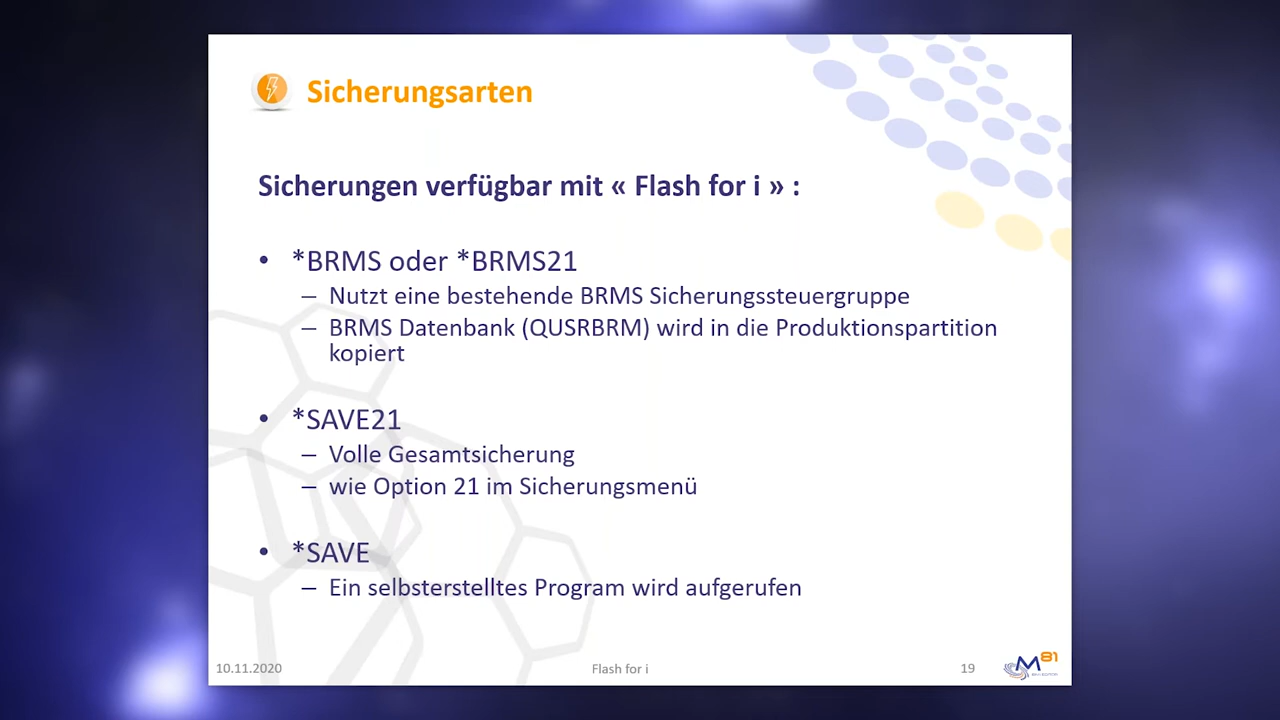 Sicherungsarten
Sicherungen verfügbar mit « Flash for i » :
• *BRMS oder *BRMS21
– Nutzt eine bestehende BRMS Sicherungssteuergruppe
– BRMS Datenbank (QUSRBRM) wird in die Produktionspartition
kopiert
• *SAVE21
– Volle Gesamtsicherung
– wie Option 21 im Sicherungsmenü
• *SAVE
– Ein selbsterstelltes Program wird aufgerufen
10.11.2020
Flash for i
19
M81